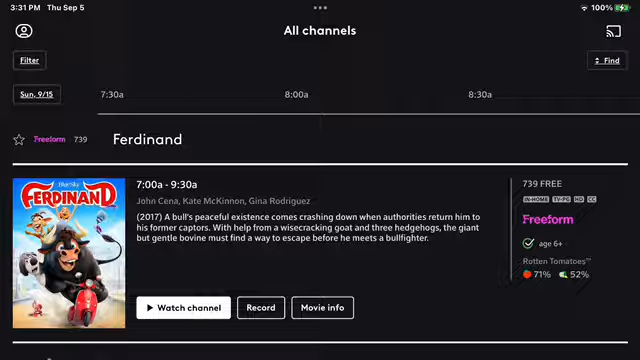 3:31 PM Thu Sep 5
100%
All channels
Filter
Find
Sun, 9/15
7:30a
8:00a
8:30a
Freeform 739 Ferdinand
BlueSky
FERDINAND
7:00a - 9:30a
John Cena, Kate McKinnon, Gina Rodriguez
(2017) A bull's peaceful existence comes crashing down when authorities return him to
his former captors. With help from a wisecracking goat and three hedgehogs, the giant
but gentle bovine must find a way to escape before he meets a bullfighter.
Watch channel
Record
Movie info
739 FREE
IN-HOME TV-PG HD CC
Freeform
age 6+
Rotten Tomatoes™
71% 52%